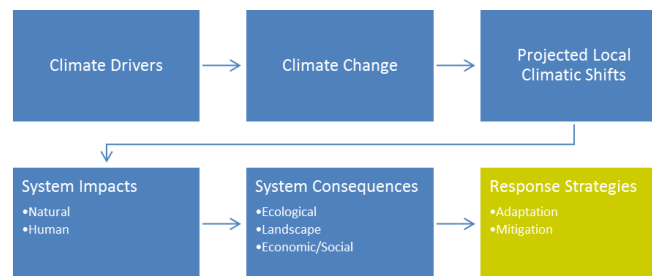 Climate Drivers
Climate Change
Projected Local
Climatic Shifts
System Impacts
•Natural
•Human
System Consequences
•Ecological
•Landscape
•Economic/Social
Response Strategies
•Adaptation
•Mitigation